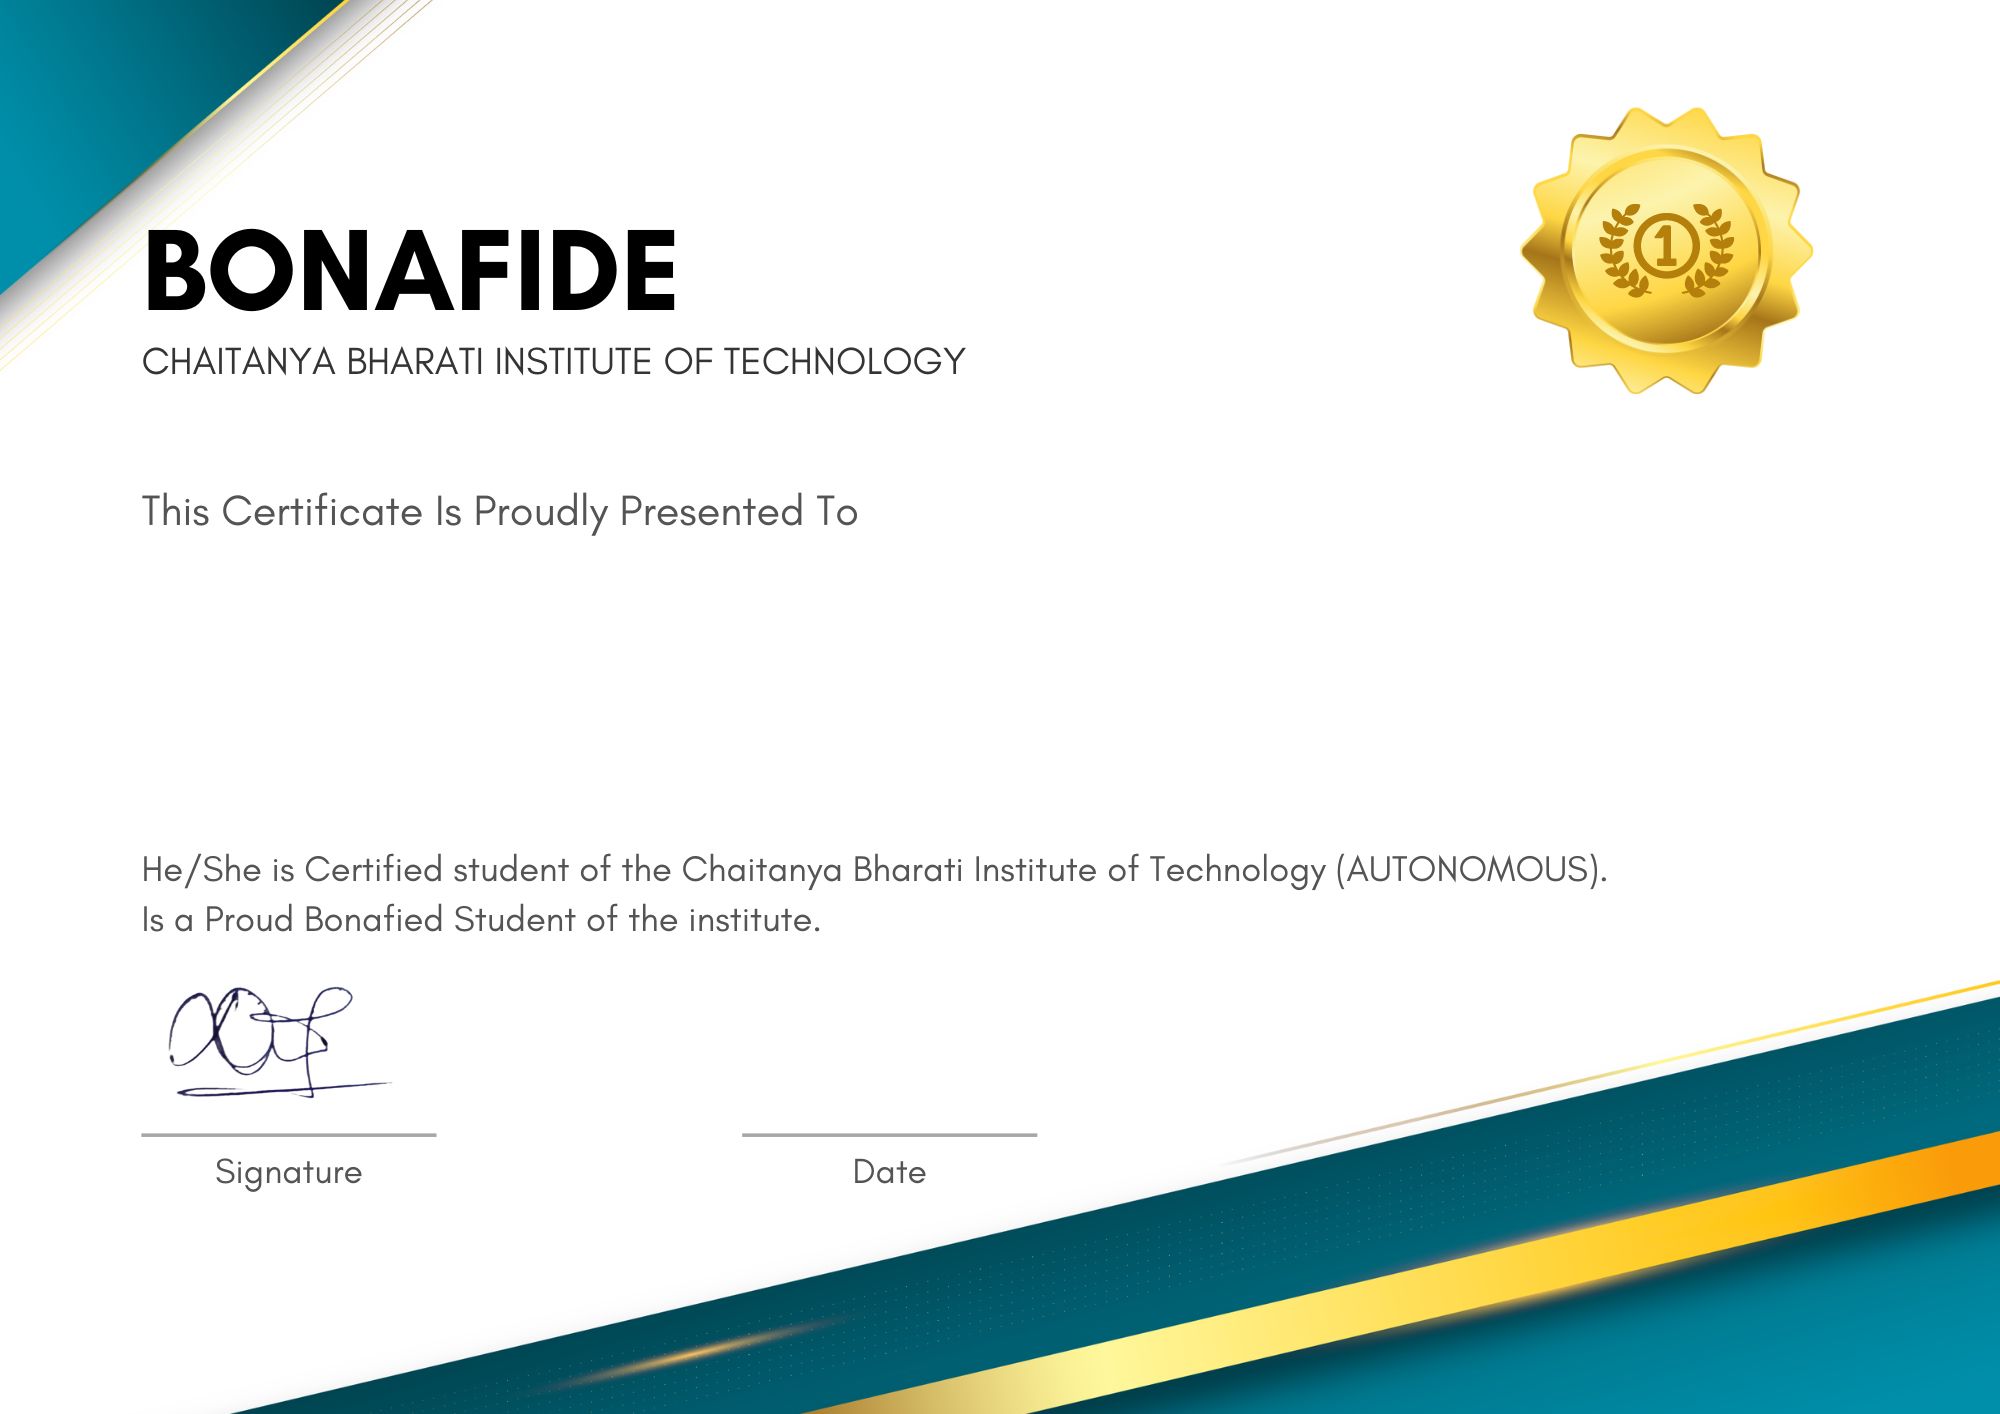 BONAFIDE
CHAITANYA BHARATI INSTITUTE OF TECHNOLOGY
1
This Certificate Is Proudly Presented To
He/She is Certified student of the Chaitanya Bharati Institute of Technology (AUTONOMOUS).
Is a Proud Bonafied Student of the institute.
Signature
Date